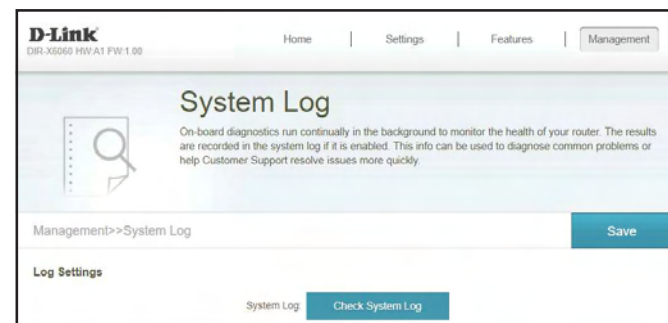 D-Link
DIR-X6060 HW:A1 FW:1.00
Home | Settings | Features | Management
System Log
On-board diagnostics run continually in the background to monitor the health of your router. The results
are recorded in the system log if it is enabled. This info can be used to diagnose common problems or
help Customer Support resolve issues more quickly.
Management>>System Log
Save
Log Settings
System Log: Check System Log